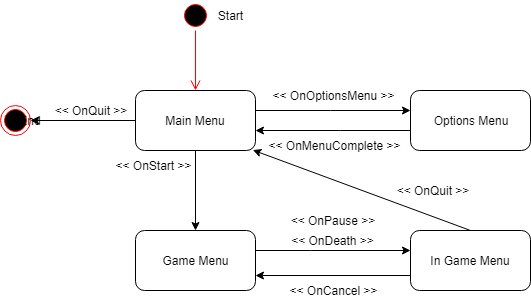 Start
<< OnQuit >>
Main Menu
<< OnOptionsMenu >>
Options Menu
<< OnMenuComplete >>
<< OnStart >>
<< OnQuit >>
<< OnPause >>
<< OnDeath >>
Game Menu
In Game Menu
<< OnCancel >>